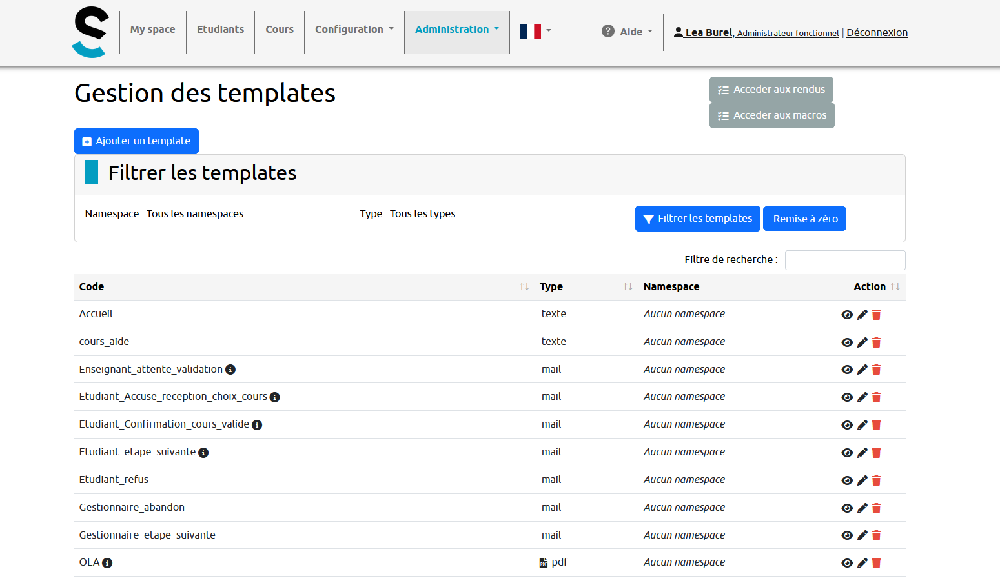 My space
Etudiants
Cours
Configuration
Administration
Aide
Lea Burel, Administrateur fonctionnel | Déconnexion
Gestion des templates
Acceder aux rendus
Acceder aux macros
Ajouter un template
Filtrer les templates
Namespace : Tous les namespaces
Type : Tous les types
Filtrer les templates
Remise à zéro
Filtre de recherche :
Code Type Namespace Action
Accueil texte Aucun namespace
cours_aide texte Aucun namespace
Enseignant_attente_validation mail Aucun namespace
Etudiant_Accuse_reception_choix_cours mail Aucun namespace
Etudiant_Confirmation_cours_valide mail Aucun namespace
Etudiant_etape_suivante mail Aucun namespace
Etudiant_refus mail Aucun namespace
Gestionnaire_abandon mail Aucun namespace
Gestionnaire_etape_suivante mail Aucun namespace
OLA PDF pdf Aucun namespace